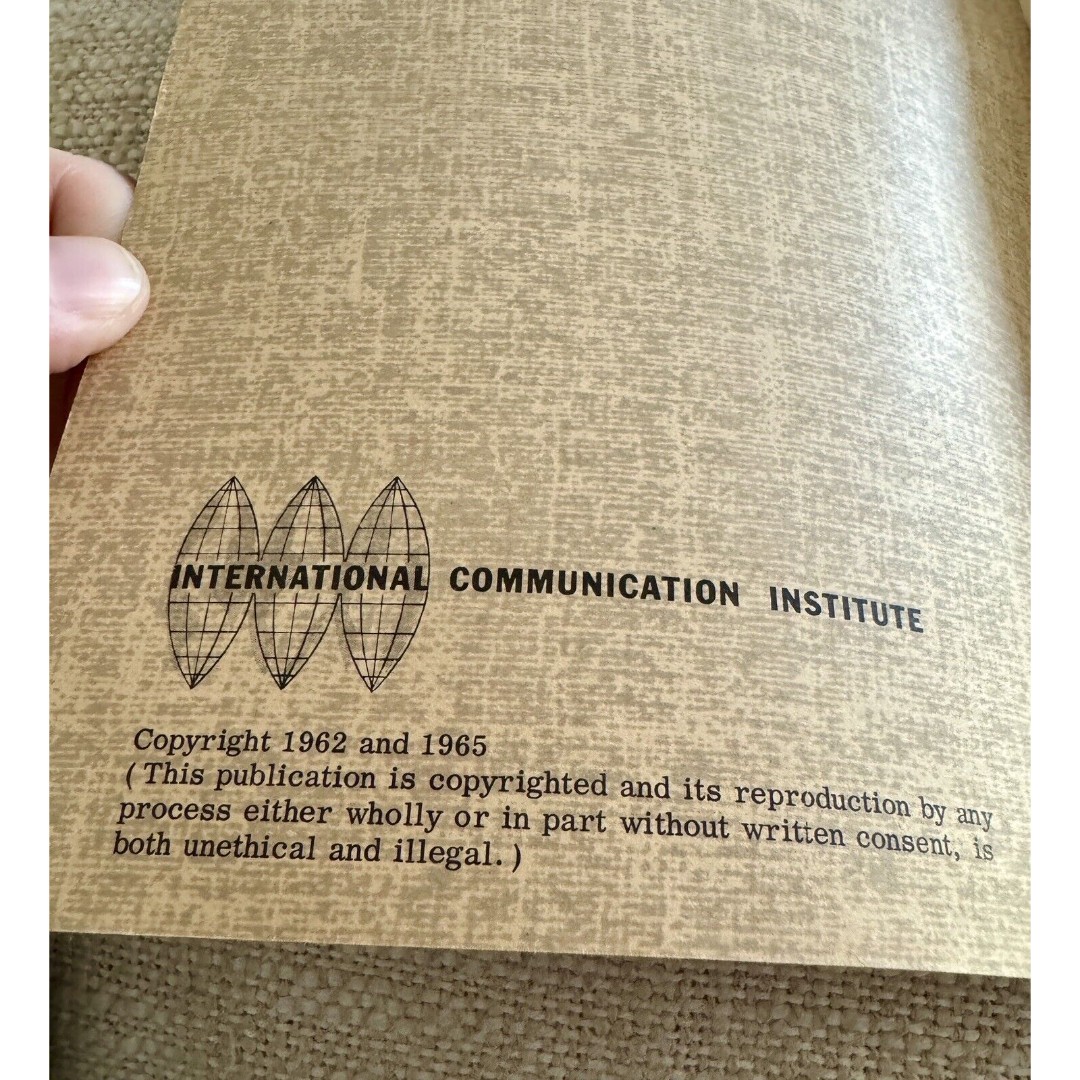 INTERNATIONAL COMMUNICATION INSTITUTE
Copyright 1962 and 1965
(This publication is copyrighted and its reproduction by any
process either wholly or in part without written consent, is
both unethical and illegal.)